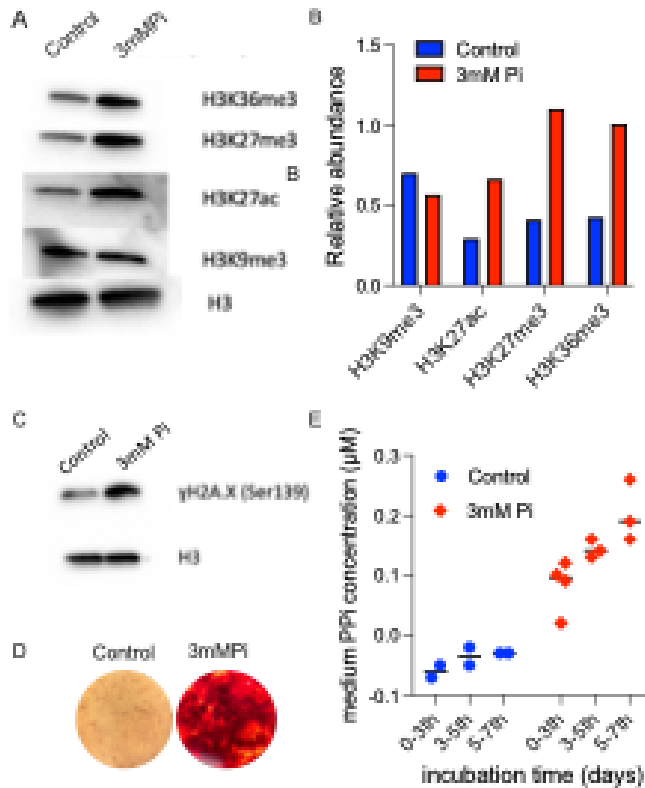 A
Control
3mMPi
H3K36me3
H3K27me3
B
H3K27ac
H3K9me3
H3
B
1.5
1.0
0.5
0.0
Relative abundance
Control
3mM Pi
H3K9me3
H3K27ac
H3K27me3
H3K36me3
C
Control
3mM Pi
γH2A.X (Ser139)
H3
D
Control
3mMPi
E
0.3
0.2
0.1
0.0
-0.1
medium PPi concentration (μM)
Control
3mM Pi
0-3th
3-5th
5-7th
0-3th
3-5th
5-7th
incubation time (days)